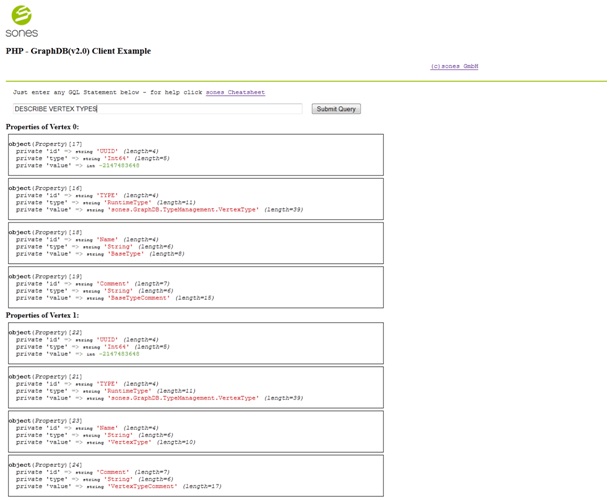 sones
PHP - GraphDB(v2.0) Client Example
(c)sones GmbH
Just enter any GQL Statement below - for help click sones Cheatsheet
DESCRIBE VERTEX TYPES
Submit Query
Properties of Vertex 0:
object(Property)[17]
private 'id' => string 'UUID' (length=4)
private 'type' => string 'Int64' (length=5)
private 'value' => int -2147483648
object(Property)[16]
private 'id' => string 'TYPE' (length=4)
private 'type' => string 'RuntimeType' (length=11)
private 'value' => string 'sones.GraphDB.TypeManagement.VertexType' (length=39)
object(Property)[18]
private 'id' => string 'Name' (length=4)
private 'type' => string 'String' (length=6)
private 'value' => string 'BaseType' (length=8)
object(Property)[19]
private 'id' => string 'Comment' (length=7)
private 'type' => string 'String' (length=6)
private 'value' => string 'BaseTypeComment' (length=15)
Properties of Vertex 1:
object(Property)[22]
private 'id' => string 'UUID' (length=4)
private 'type' => string 'Int64' (length=5)
private 'value' => int -2147483648
object(Property)[21]
private 'id' => string 'TYPE' (length=4)
private 'type' => string 'RuntimeType' (length=11)
private 'value' => string 'sones.GraphDB.TypeManagement.VertexType' (length=39)
object(Property)[23]
private 'id' => string 'Name' (length=4)
private 'type' => string 'String' (length=6)
private 'value' => string 'VertexType' (length=10)
object(Property)[24]
private 'id' => string 'Comment' (length=7)
private 'type' => string 'String' (length=6)
private 'value' => string 'VertexTypeComment' (length=17)